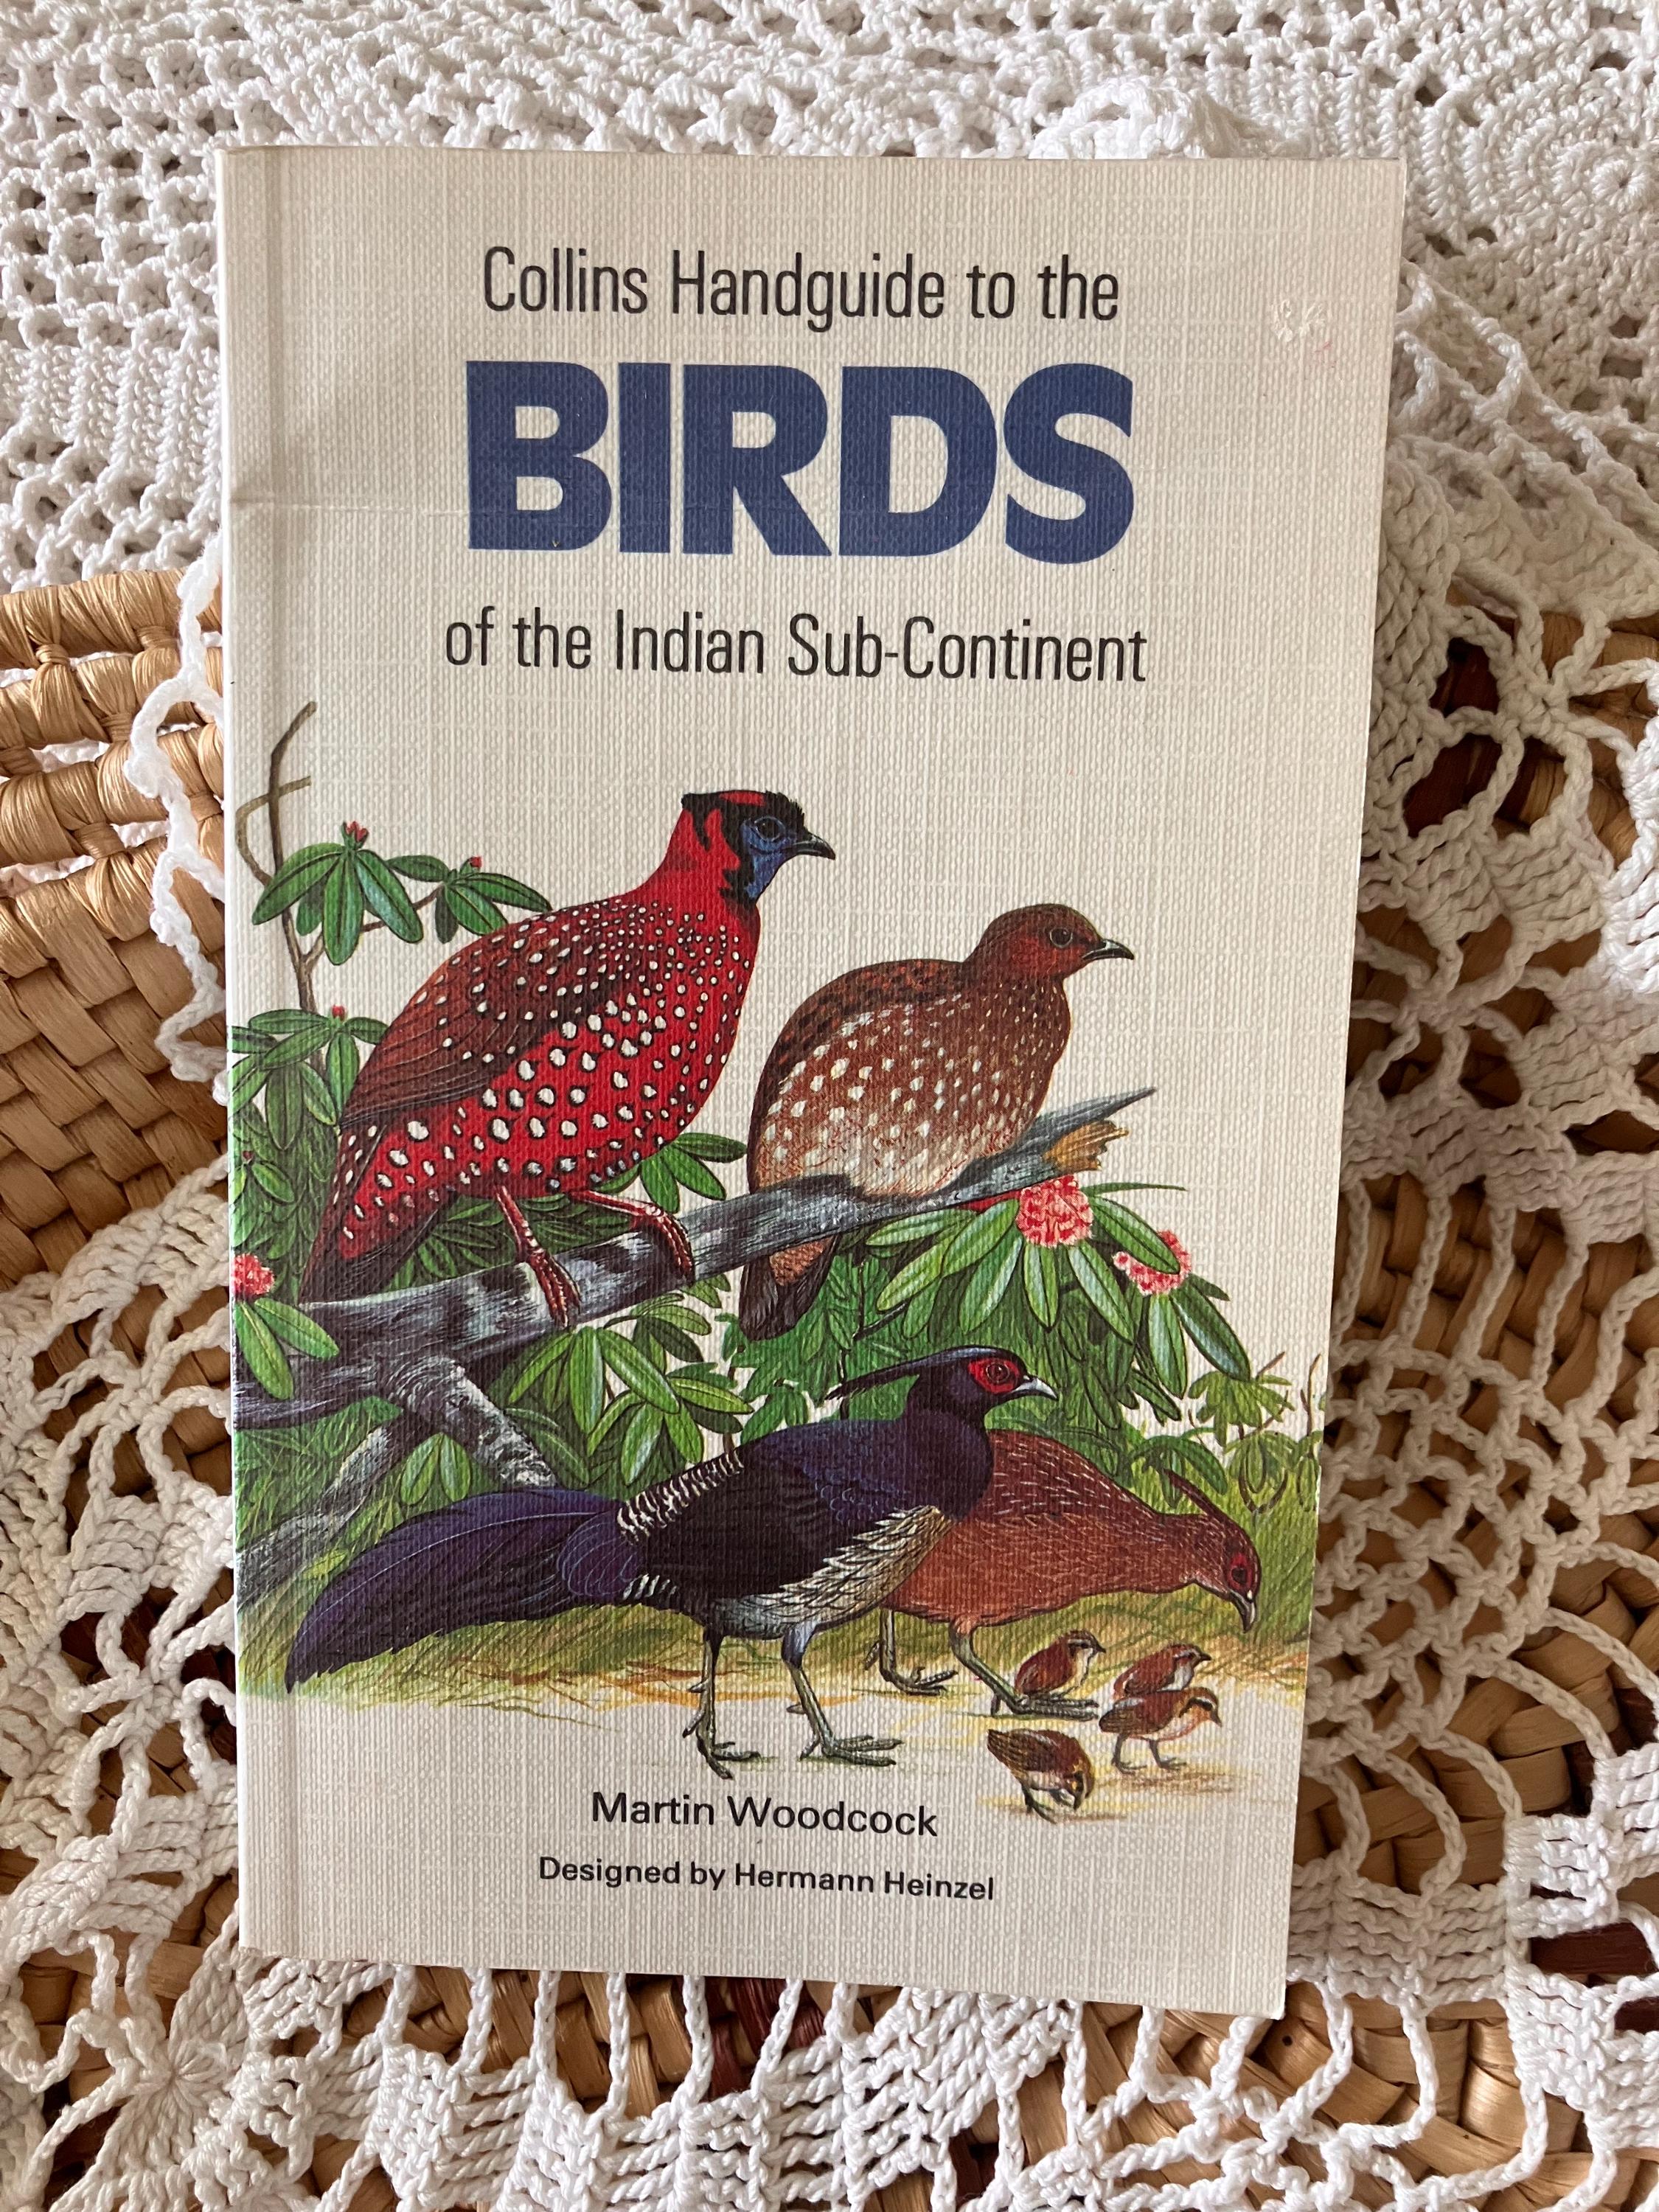 Collins Handguide to the
BIRDS
of the Indian Sub-Continent
Martin Woodcock
Designed by Hermann Heinzel